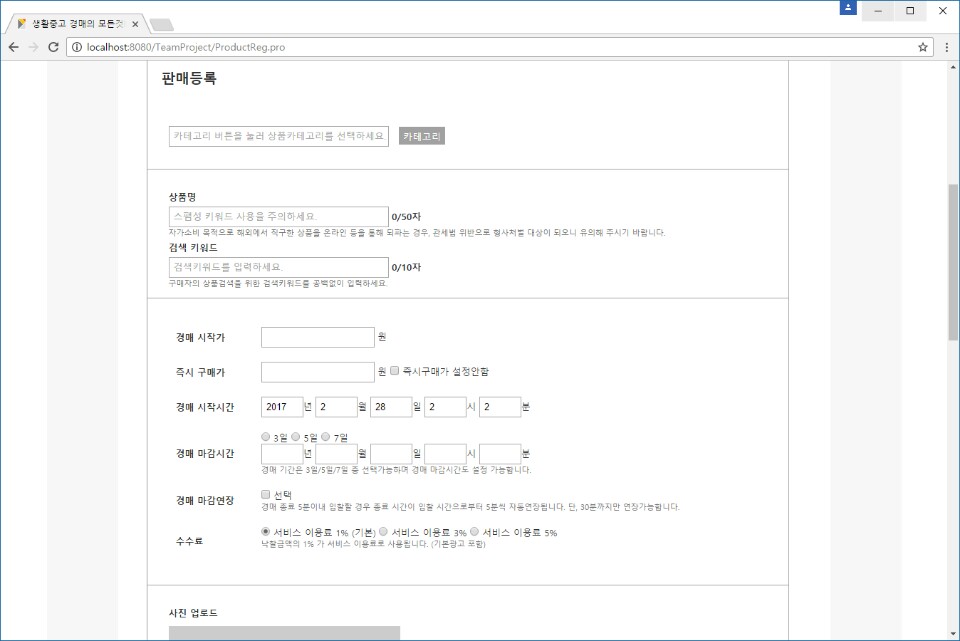 생활중고 경매의 모든것
localhost:8080/TeamProject/ProductReg.pro
판매등록
카테고리 버튼을 눌러 상품카테고리를 선택하세요 카테고리
상품명
스팸성 키워드 사용을 주의하세요. 0/50자
자가소비 목적으로 해외에서 직구한 상품을 온라인 등을 통해 되파는 경우, 관세법 위반으로 형사처벌 대상이 되오니 유의해 주시기 바랍니다.
검색 키워드
검색키워드를 입력하세요. 0/10자
구매자의 상품검색을 위한 검색키워드를 공백없이 입력하세요.
경매 시작가 원
즉시 구매가 원 즉시구매가 설정안함
경매 시작시간 2017 년 2 월 28 일 2 시 2 분
3일 5일 7일
경매 마감시간 년 월 일 시 분
경매 기간은 3일/5일/7일 중 선택가능하며 경매 마감시간도 설정 가능합니다.
경매 마감연장 선택
경매 종료 5분이내 입찰할 경우 종료 시간이 입찰 시간으로부터 5분씩 자동연장됩니다. 단, 30분까지만 연장가능합니다.
수수료 서비스 이용료 1% (기본) 서비스 이용료 3% 서비스 이용료 5%
낙찰금액의 1% 가 서비스 이용료로 사용됩니다. (기본광고 포함)
사진 업로드